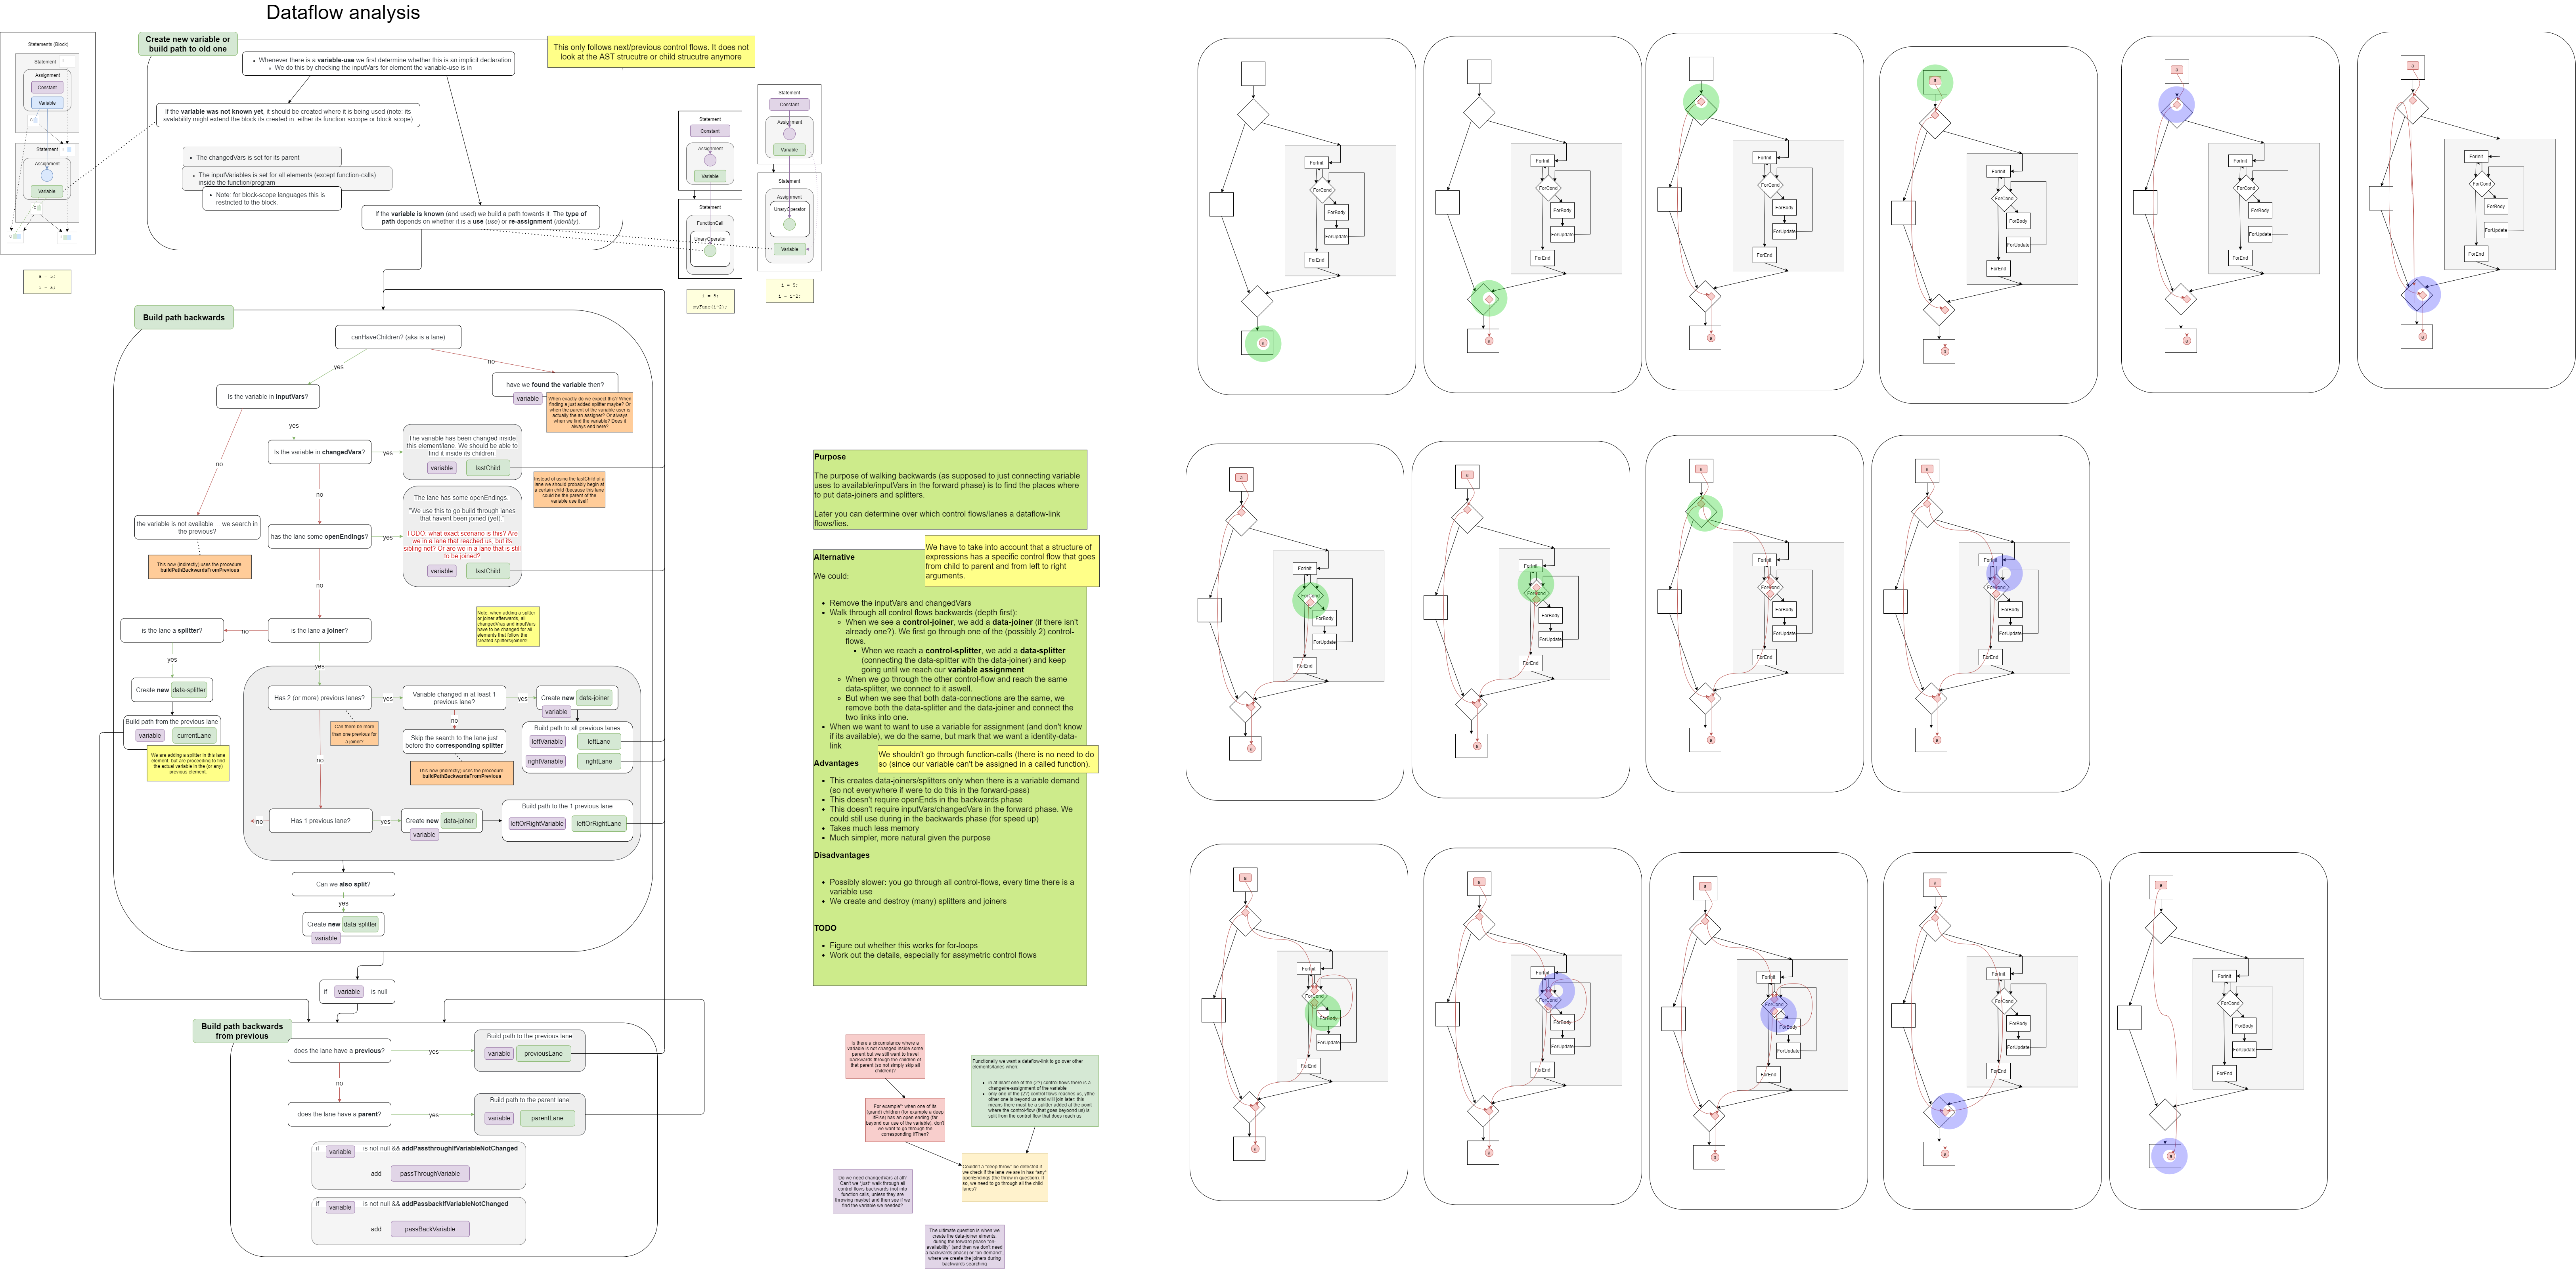 Dataflow analysis
Statements (Block)
Statement
Assignment
Constant
Variable
Statement
Assignment
Variable
a = 5;
i = a;
Create new variable or
build path to old one
This only follows next/previous control flows. It does not
look at the AST strucutre or child strucutre anymore
Whenever there is a variable-use we first determine whether this is an implicit declaration
We do this by checking the inputVars for element the variable-use is in
If the variable was not known yet, it should be created where it is being used (note: its
avalability might extend the block its created in: either its function-sccope or block-scope)
The changedVars is set for its parent
The inputVariables is set for all elements (except function-calls)
inside the function/program
Note: for block-scope languages this is
restricted to the block.
If the variable is known (and used) we build a path towards it. The type of
path depends on whether it is a use (use) or re-assignment (identity).
Statement
Constant
Assignment
Variable
Statement
FunctionCall
UnaryOperator
i = 5;
myFunc(i^2);
Statement
Constant
Assignment
Variable
Statement
Assignment
UnaryOperator
Variable
i = 5;
i = i^2;
Build path backwards
canHaveChildren? (aka is a lane)
yes
no
Is the variable in inputVars?
have we found the variable then?
variable
When exactly do we expect this? When
finding a just added splitter maybe? Or
when the parent of the variable user is
actually the an assigner? Or always
when we find the variable? Does it
always end here?
yes
no
Is the variable in changedVars?
yes
The variable has been changed inside
this element/lane. We should be able to
find it inside its children.
variable
lastChild
Instead of using the lastChild of a
lane we should probably begin at
a certain child (because this lane
could be the parent of the
variable use itself
no
the variable is not available ... we search in
the previous?
This now (indirectly) uses the procedure
buildPathBackwardsFromPrevious
has the lane some openEndings?
yes
The lane has some openEndings.
"We use this to go build through lanes
that havent been joined (yet)."
TODO: what exact scenario is this? Are
we in a lane that reached us, but its
sibling not? Or are we in a lane that is still
to be joined?
variable
lastChild
no
Note: when adding a splitter
or joiner afterwards, all
changedVras and inputVars
have to be changed for all
elements that follow the
created splitters/joiners!
is the lane a splitter?
no
is the lane a joiner?
yes
yes
Create new data-splitter
Build path from the previous lane
variable
currentLane
We are adding a splitter in this lane
element, but are proceeding to find
the actual variable in the (or any)
previous element
Has 2 (or more) previous lanes?
yes
Variable changed in at least 1
previous lane?
yes
Create new data-joiner
variable
Can there be more
than one previous for
a joiner?
no
Skip the search to the lane just
before the corresponding splitter
This now (indirectly) uses the procedure
buildPathBackwardsFromPrevious
Build path to all previous lanes
leftVariable
leftLane
rightVariable
rightLane
no
Has 1 previous lane?
no
yes
Create new data-joiner
variable
Build path to the 1 previous lane
leftOrRightVariable
leftOrRightLane
Can we also split?
yes
Create new data-splitter
variable
if variable is null
Build path backwards
from previous
does the lane have a previous?
yes
Build path to the previous lane
variable
previousLane
no
does the lane have a parent?
yes
Build path to the parent lane
variable
parentLane
if variable is not null && addPassthroughIfVariableNotChanged
add passThroughVariable
if variable is not null && addPassbackIfVariableNotChanged
add passBackVariable
Purpose
The purpose of walking backwards (as supposed to just connecting variable
uses to available/inputVars in the forward phase) is to find the places where
to put data-joiners and splitters.
Later you can determine over which control flows/lanes a dataflow-link
flows/lies.
Alternative
We could:
We have to take into account that a structure of
expressions has a specific control flow that goes
from child to parent and from left to right
arguments.
Remove the inputVars and changedVars
Walk through all control flows backwards (depth first):
When we see a control-joiner, we add a data-joiner (if there isn't
already one?). We first go through one of the (possibly 2) control-
flows.
When we reach a control-splitter, we add a data-splitter
(connecting the data-splitter with the data-joiner) and keep
going until we reach our variable assignment
When we go through the other control-flow and reach the same
data-splitter, we connect to it aswell.
But when we see that both data-connections are the same, we
remove both the data-splitter and the data-joiner and connect the
two links into one.
When we want to want to use a variable for assignment (and don't know
if its available), we do the same, but mark that we want a identity-data-
link
We shouldn't go through function-calls (there is no need to do
so (since our variable can't be assigned in a called function).
Advantages
This creates data-joiners/splitters only when there is a variable demand
(so not everywhere if were to do this in the forward-pass)
This doesn't require openEnds in the backwards phase
This doesn't require inputVars/changedVars in the forward phase. We
could still use during in the backwards phase (for speed up)
Takes much less memory
Much simpler, more natural given the purpose
Disadvantages
Possibly slower: you go through all control-flows, every time there is a
variable use
We create and destroy (many) splitters and joiners
TODO
Figure out whether this works for for-loops
Work out the details, especially for assymetric control flows
Is there a circumstance where a
variable is not changed inside some
parent but we still want to travel
backwards through the children of
that parent (so not simply skip all
children)?
For example*: when one of its
(grand) children (for example a deep
IfElse) has an open ending (far
beyond our use of the variable), don't
we want to go through the
corresponding IfThen?
Functionally we want a dataflow-link to go over other
elements/lanes when:
in at least one of the (2?) control flows there is a
change/re-assignment of the variable
only one of the (2?) control flows reaches us, y/the
other one is beyond us and will join later: this
means there must be a splitter added at the point
where the control-flow (that goes beysond us) is
split from the control flow that does reach us
Couldn't a "deep throw" be detected if
we check if the lane we are in has *any*
openEndings (the throw in question). If
so, we need to go through all the child
lanes?
Do we need changedVars at all?
Can't we *just* walk through all
control flows backwards (not into
function calls, unless they are
throwing maybe) and then see if we
find the variable we needed?
The ultimate question is when we
create the data-joiner elments:
during the forward phase "on-
availability" (and then we don't need
a backwards phase) or "on-demand",
where we create the joiners during
backwards searching
ForInit
ForCond
ForBody
ForUpdate
ForEnd
a
ForInit
ForCond
ForBody
ForUpdate
ForEnd
a
ForInit
ForCond
ForBody
ForUpdate
ForEnd
a
a
ForInit
ForCond
ForBody
ForUpdate
ForEnd
a
a
ForInit
ForCond
ForBody
ForUpdate
ForEnd
a
a
ForInit
ForCond
ForBody
ForUpdate
ForEnd
a
a
ForInit
ForCond
ForBody
ForUpdate
ForEnd
a
a
ForInit
ForCond
ForBody
ForUpdate
ForEnd
a
a
ForInit
ForCond
ForBody
ForUpdate
ForEnd
a
a
ForInit
ForCond
ForBody
ForUpdate
ForEnd
a
a
ForInit
ForCond
ForBody
ForUpdate
ForEnd
a
a
ForInit
ForCond
ForBody
ForUpdate
ForEnd
a
a
ForInit
ForCond
ForBody
ForUpdate
ForEnd
a
a
ForInit
ForCond
ForBody
ForUpdate
ForEnd
a
a
ForInit
ForCond
ForBody
ForUpdate
ForEnd
a